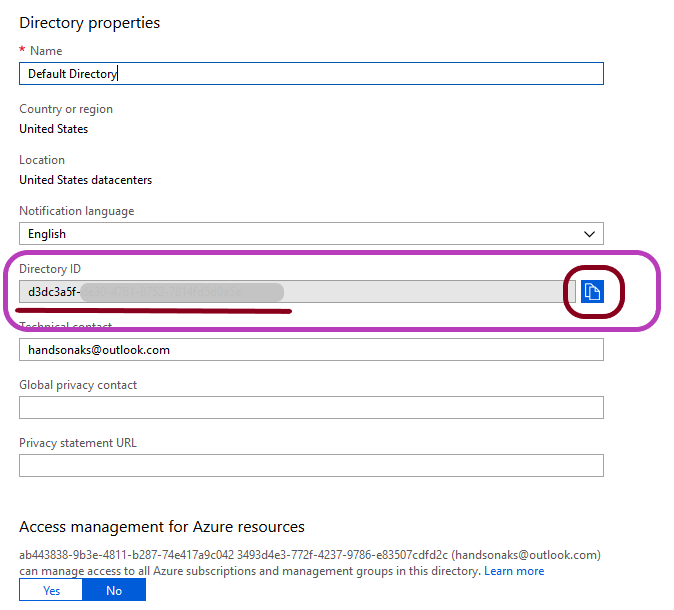 Directory properties
* Name
Default Directory
Country or region
United States
Location
United States datacenters
Notification language
English
Directory ID
d3dc3a5f-
Technical contact
handsonaks@outlook.com
Global privacy contact
Privacy statement URL
Access management for Azure resources
ab443838-9b3e-4811-b287-74e417a9c042 3493d4e3-772f-4237-9786-e83507cdfd2c (handsonaks@outlook.com)
can manage access to all Azure subscriptions and management groups in this directory. Learn more
Yes No